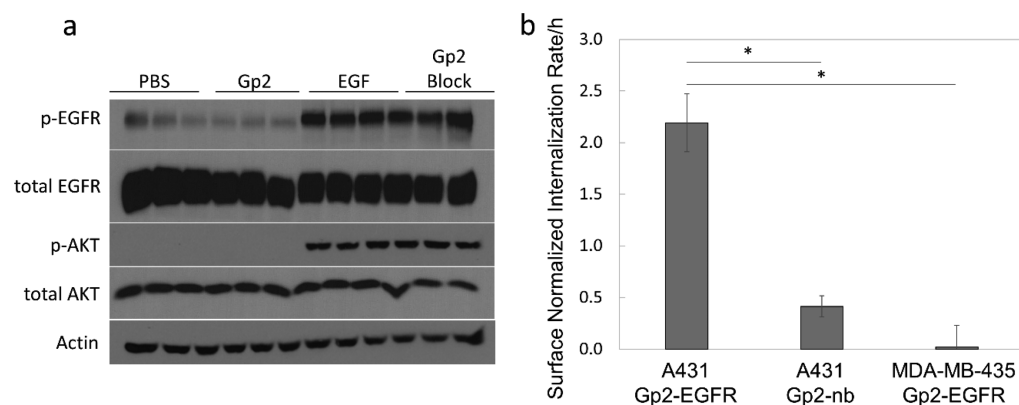 a
PBS
Gp2
EGF
Gp2
Block
p-EGFR
total EGFR
p-AKT
total AKT
Actin
b
Surface Normalized Internalization Rate/h
3.0
2.5
2.0
1.5
1.0
0.5
0.0
*
*
A431
Gp2-EGFR
A431
Gp2-nb
MDA-MB-435
Gp2-EGFR